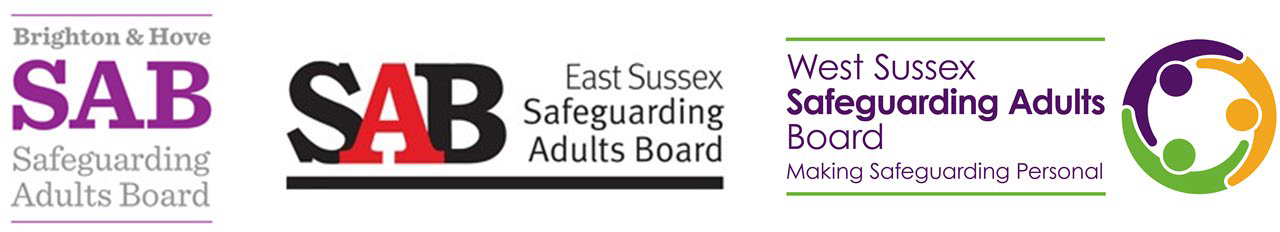 Brighton & Hove
SAB
Safeguarding
Adults Board
SAB
East Sussex
Safeguarding
Adults Board
West Sussex
Safeguarding Adults
Board
Making Safeguarding Personal